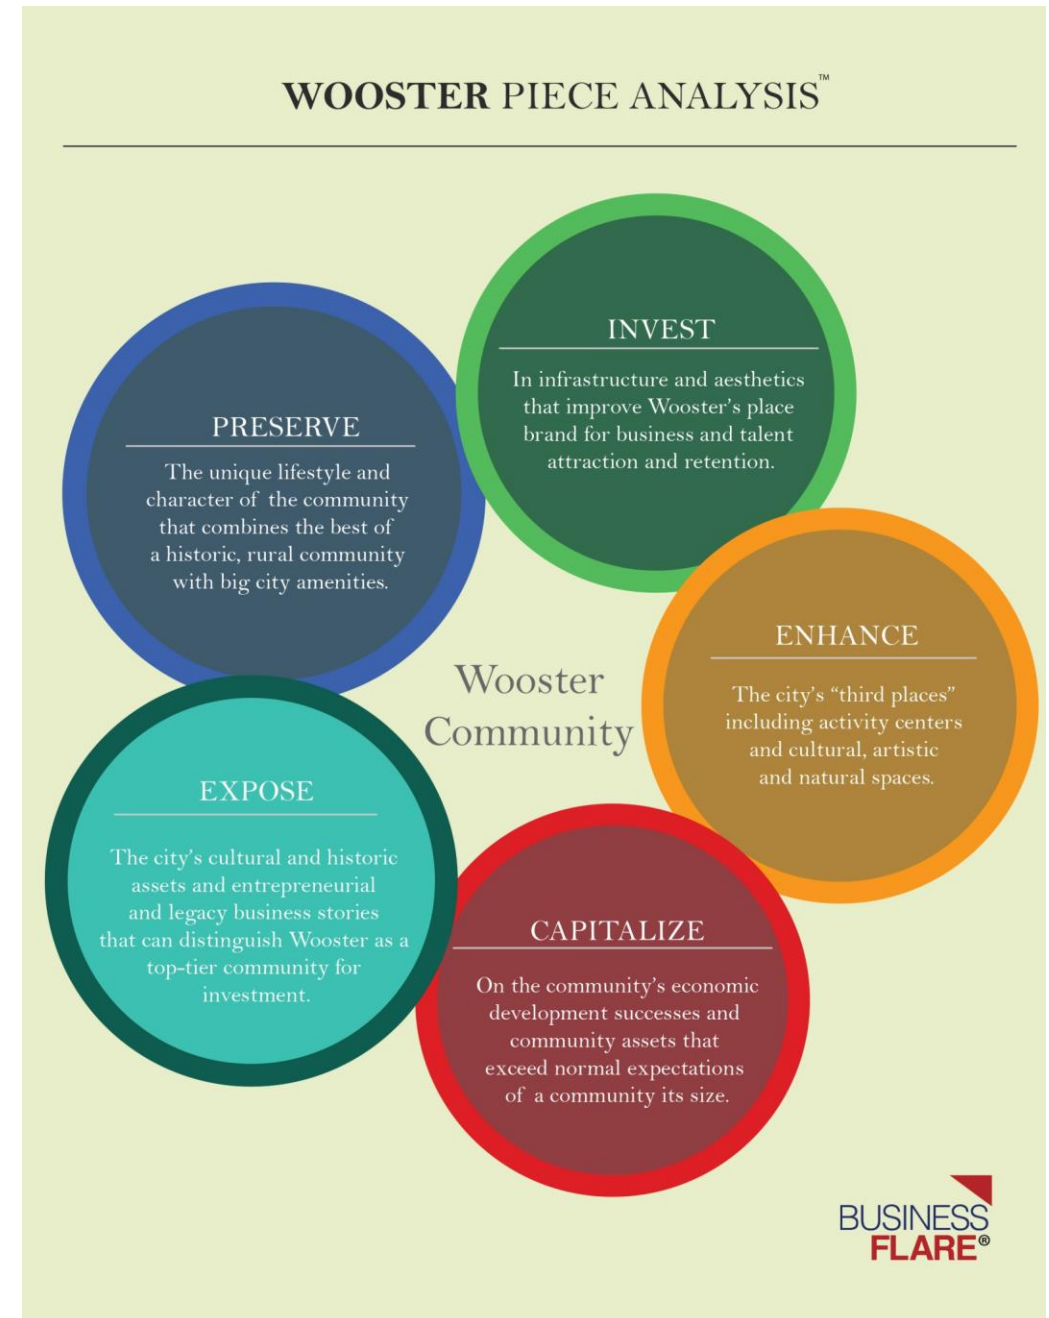 WOOSTER PIECE ANALYSIS™
PRESERVE
The unique lifestyle and
character of the community
that combines the best of
a historic, rural community
with big city amenities.
INVEST
In infrastructure and aesthetics
that improve Wooster's place
brand for business and talent
attraction and retention.
ENHANCE
The city's “third places”
including activity centers
and cultural, artistic
and natural spaces.
CAPITALIZE
On the community's economic
development successes and
community assets that
exceed normal expectations
of a community its size.
EXPOSE
The city's cultural and historic
assets and entrepreneurial
and legacy business stories
that can distinguish Wooster as a
top-tier community for
investment.
Wooster
Community
BUSINESS
FLARE®